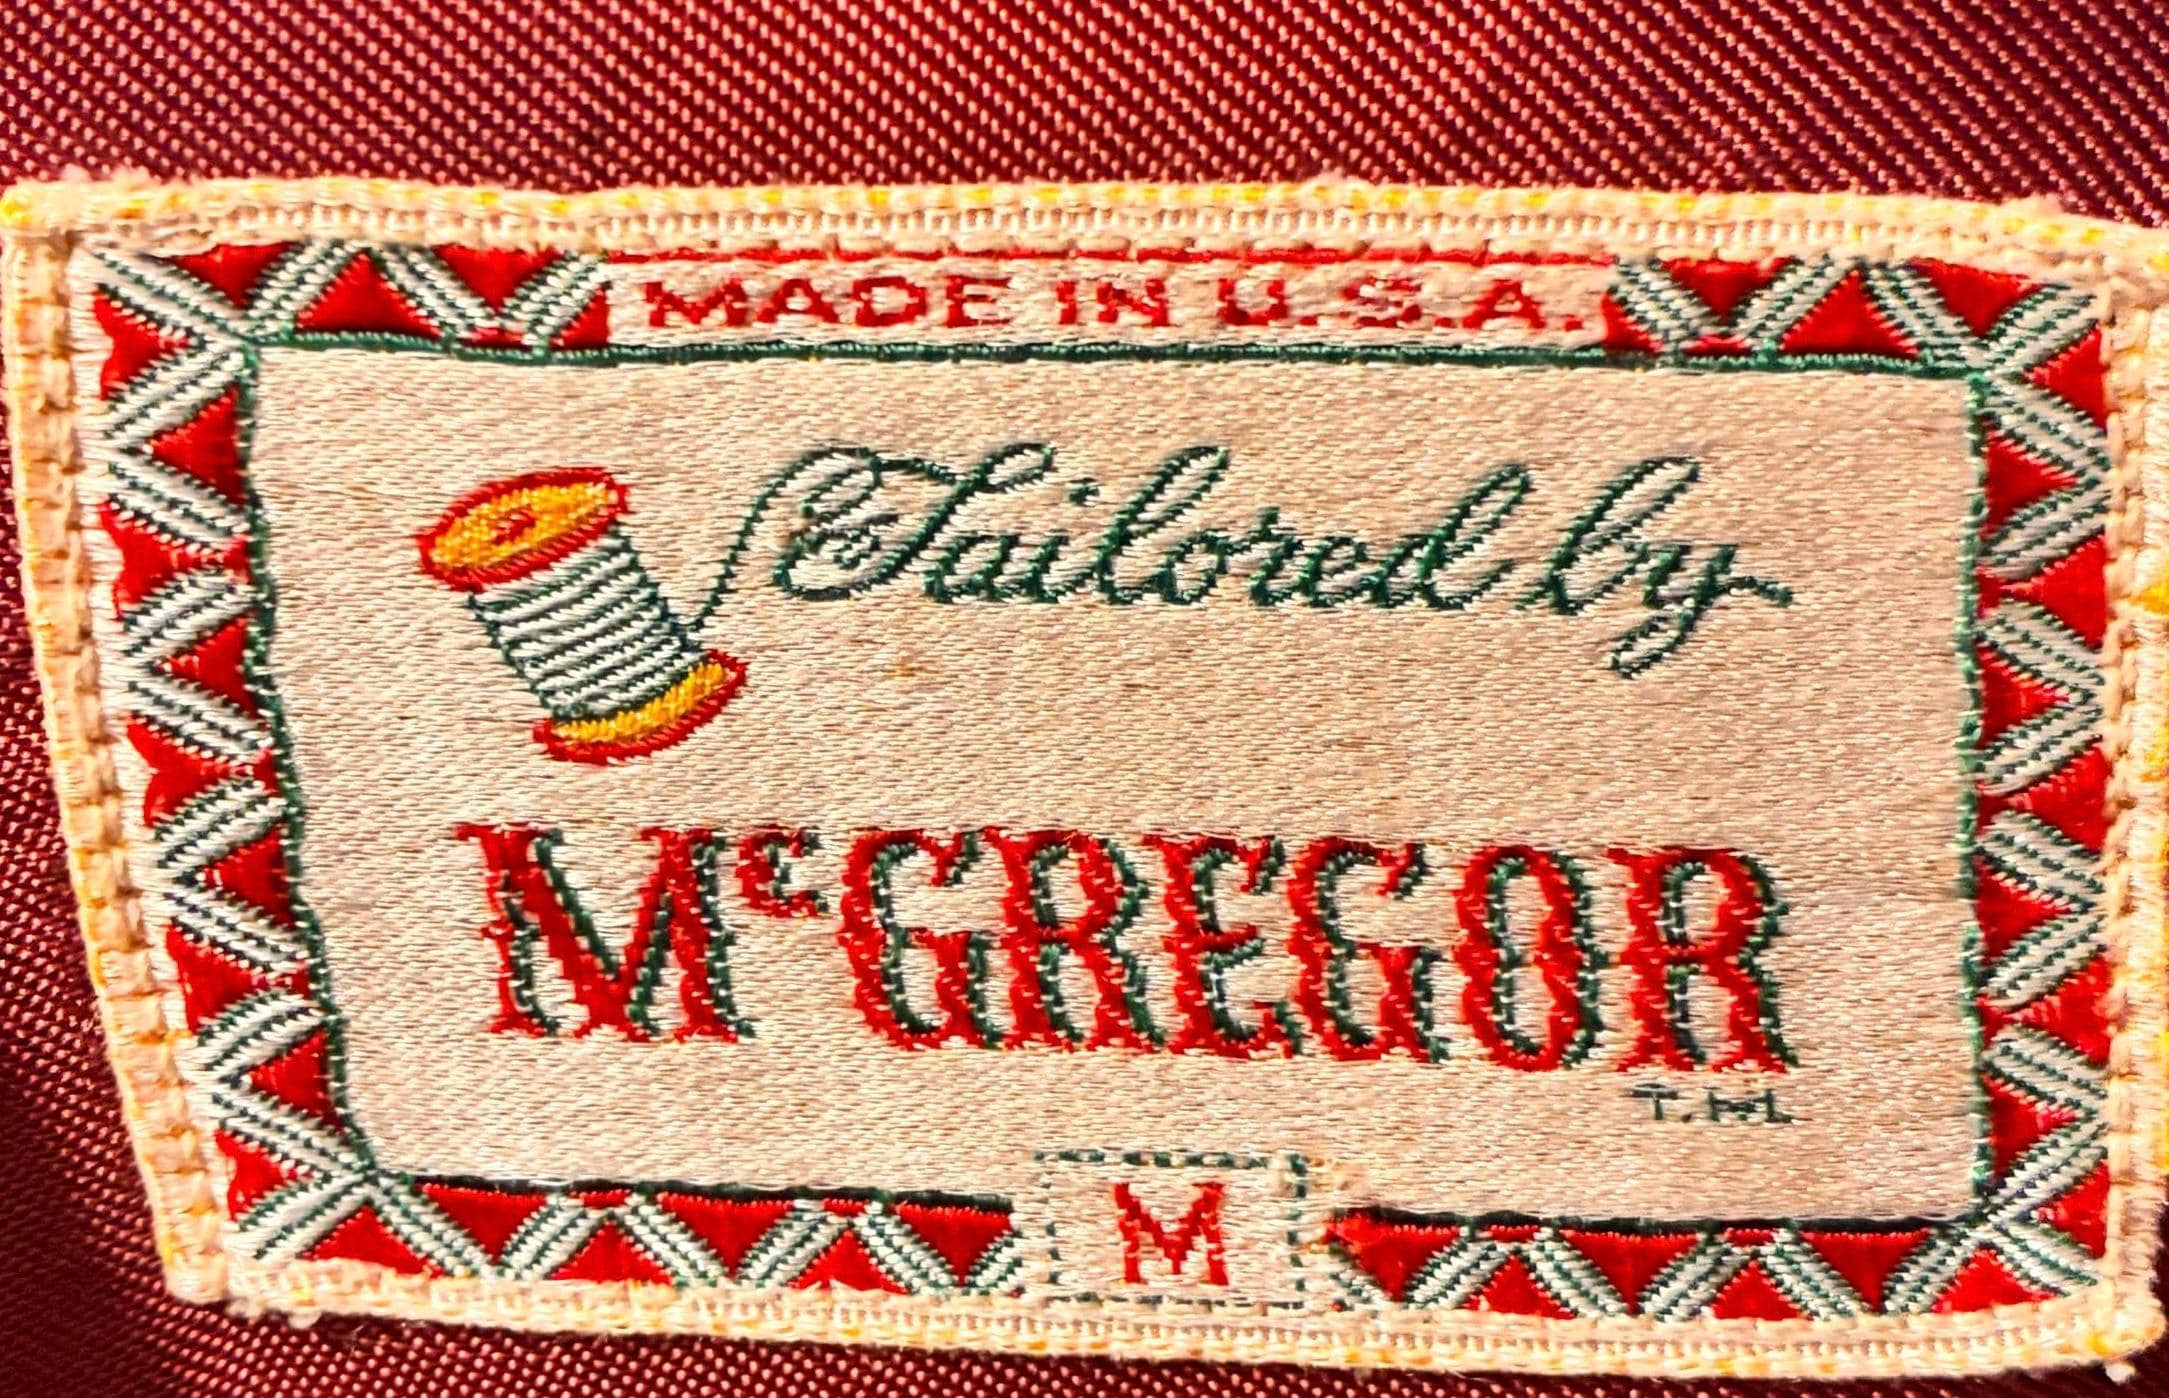 MADE IN U.S.A.
Tailored by
McGREGOR
T.M.
M